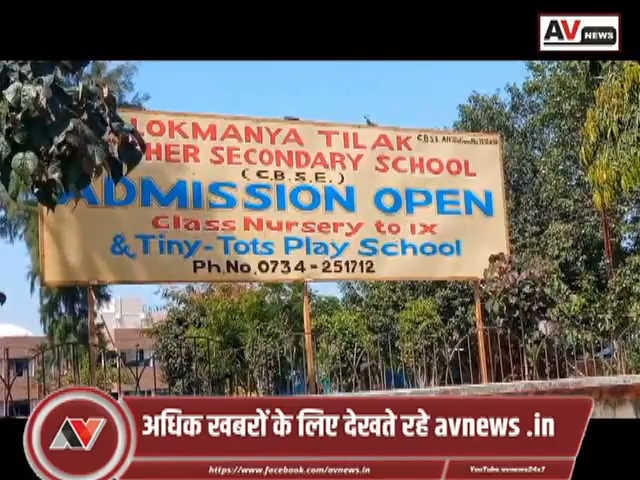 AV NEWS
LOKMANYA TILAK
HER SECONDARY SCHOOL
(C.B.S.E.)
ADMISSION OPEN
Class Nursery to IX
& Tiny-Tots Play School
Ph.No.0734-251712
AV
अधिक खबरों के लिए देखते रहे avnews .in
https://www.facebook.com/avnews.in
YouTube avnews24x7